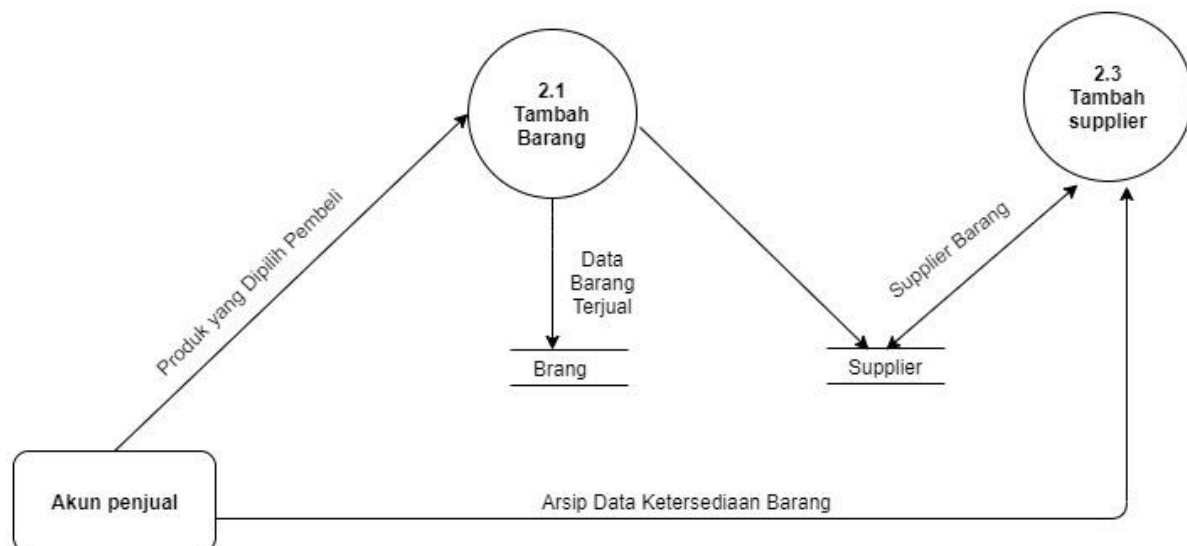 2.1
Tambah
Barang
2.3
Tambah
supplier
Produk yang Dipilih Pembeli
Data
Barang
Terjual
Supplier Barang
Brang
Supplier
Akun penjual
Arsip Data Ketersediaan Barang